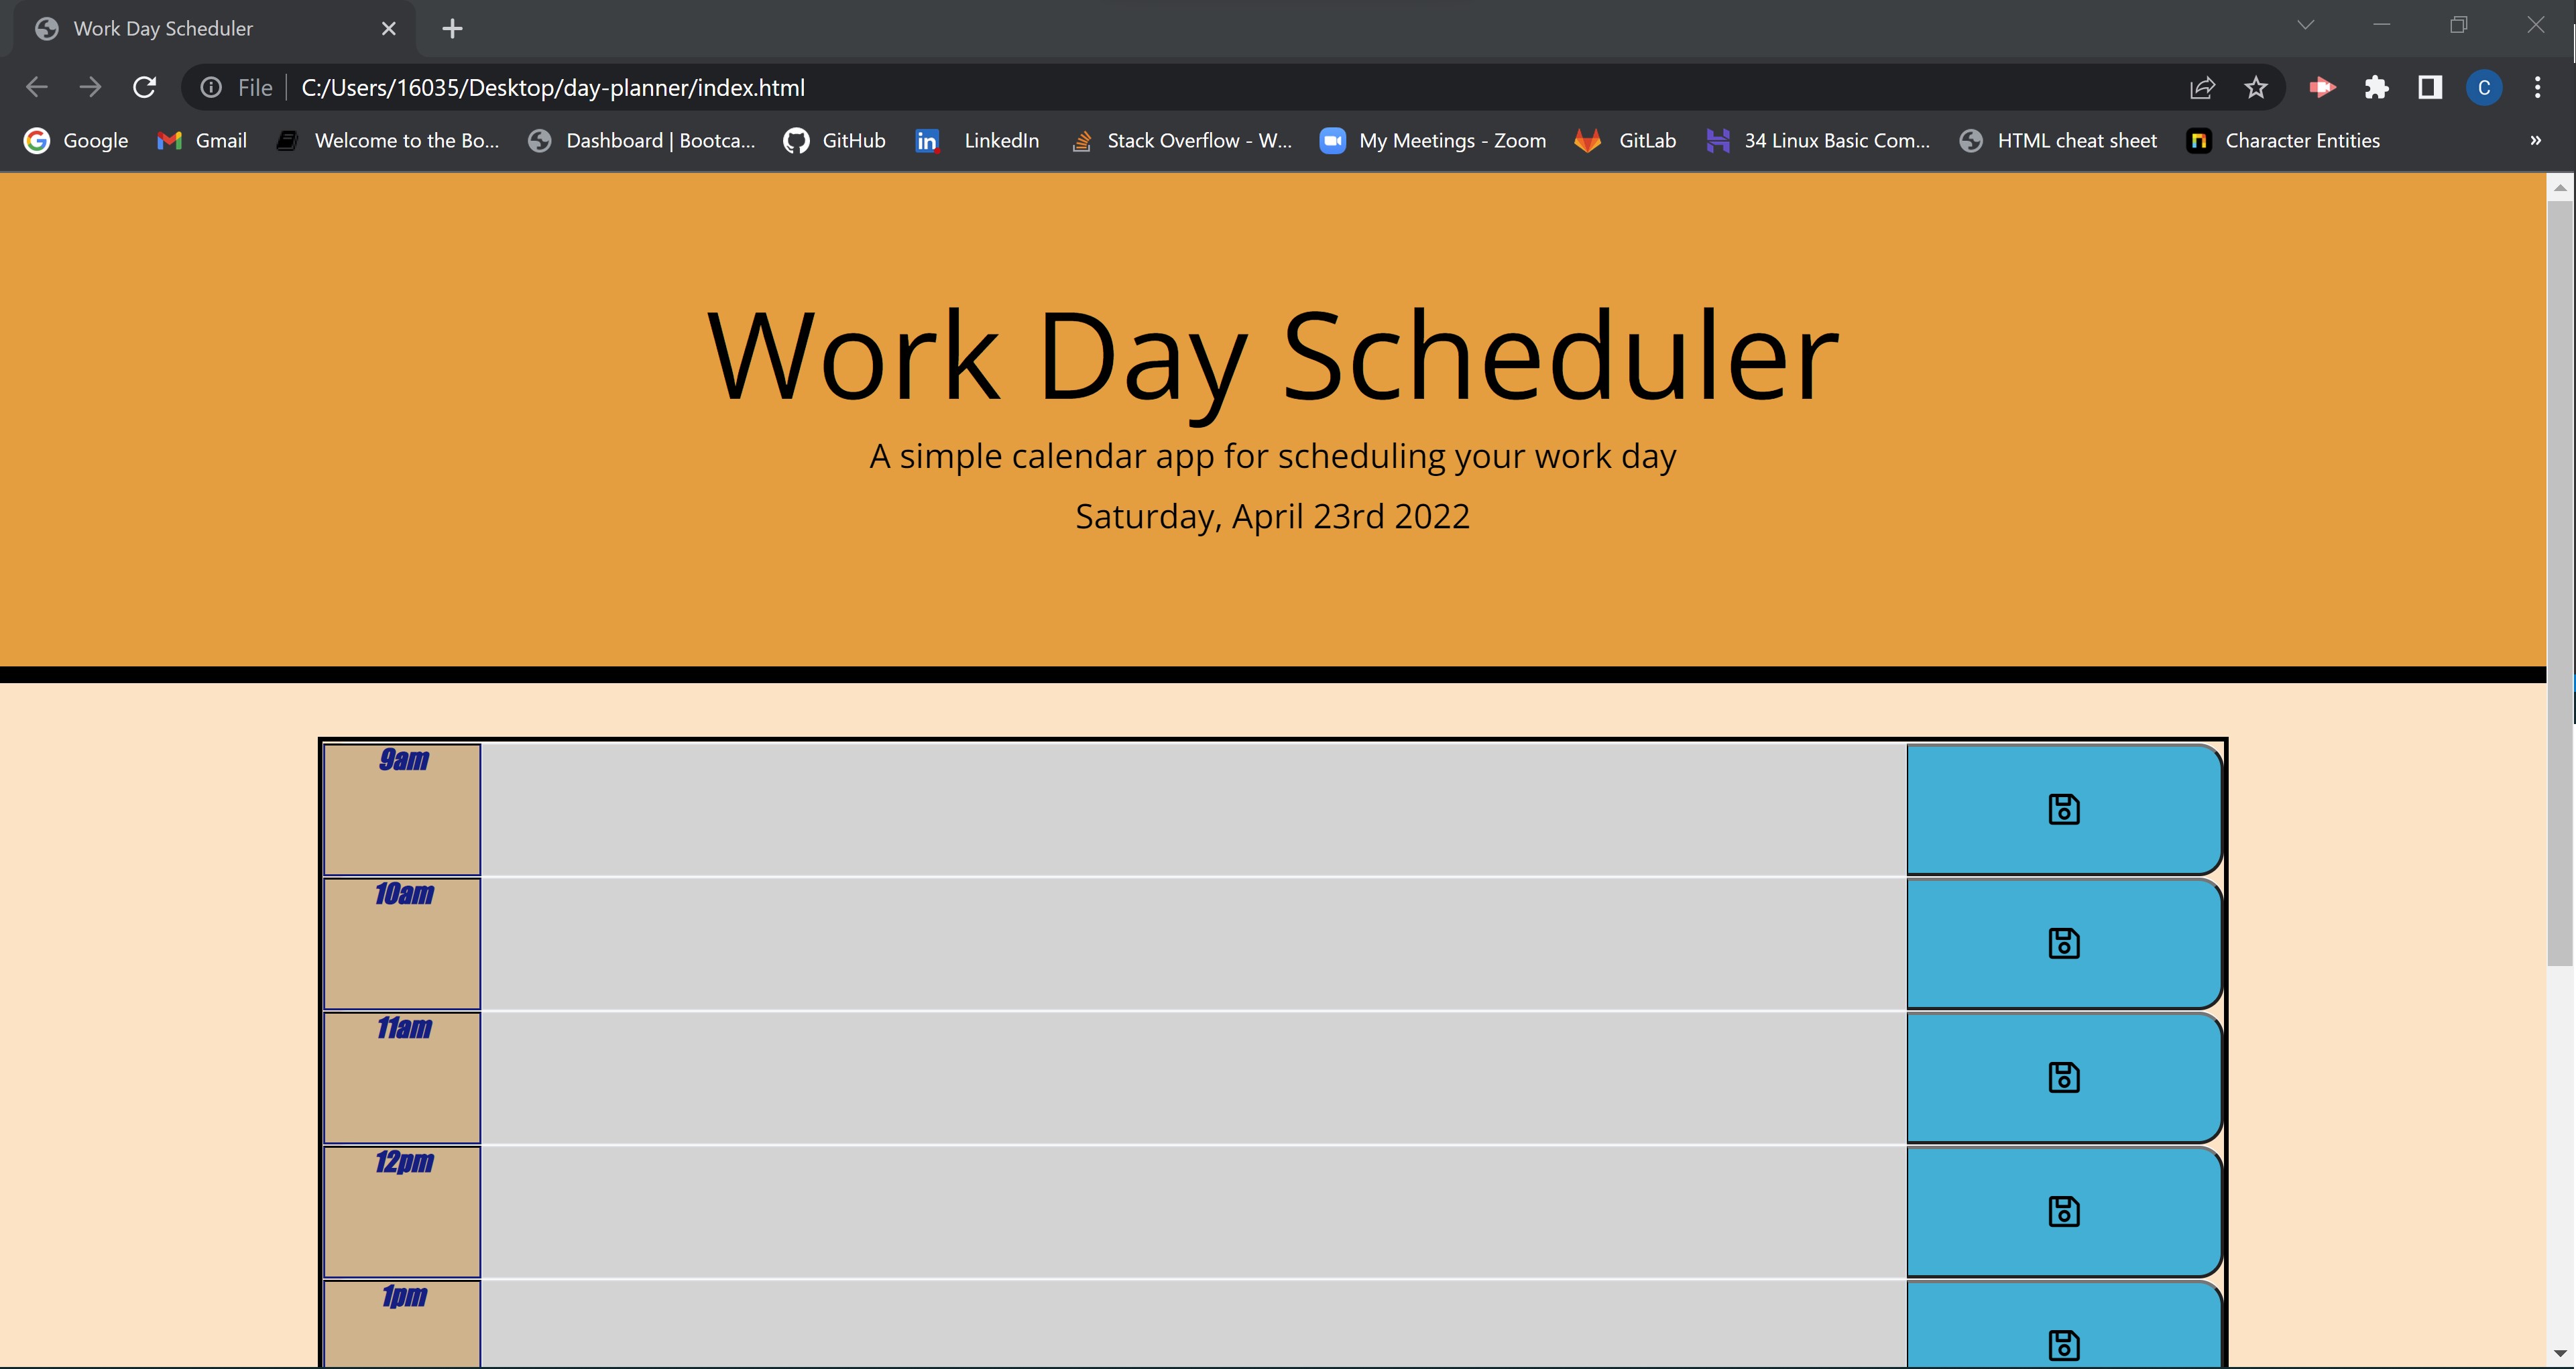 Work Day Scheduler
File C:/Users/16035/Desktop/day-planner/index.html C
Google Gmail Welcome to the Bo... Dashboard | Bootca... GitHub LinkedIn Stack Overflow - W... My Meetings - Zoom GitLab 34 Linux Basic Com... HTML cheat sheet Character Entities »
Work Day Scheduler
A simple calendar app for scheduling your work day
Saturday, April 23rd 2022
9am
10am
11am
12pm
1pm